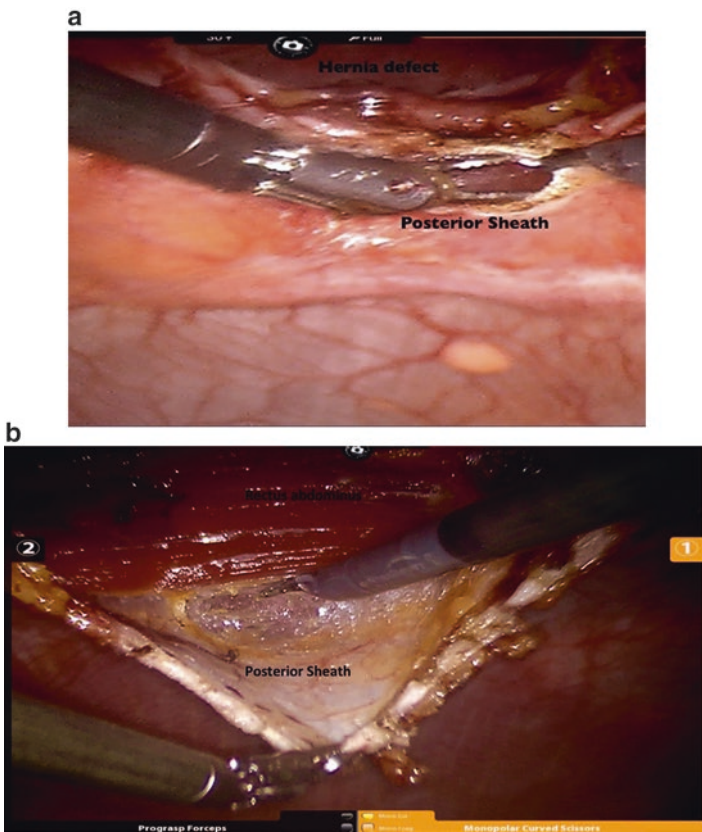 a
Hernia defect
Posterior Sheath
b
Rectus abdominus
2
1
Posterior Sheath
Prograsp Forceps
Monopolar Curved Scissors